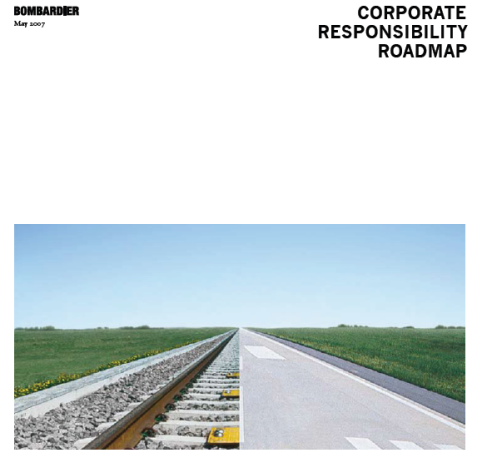 BOMBARDIER
May 2007
CORPORATE
RESPONSIBILITY
ROADMAP